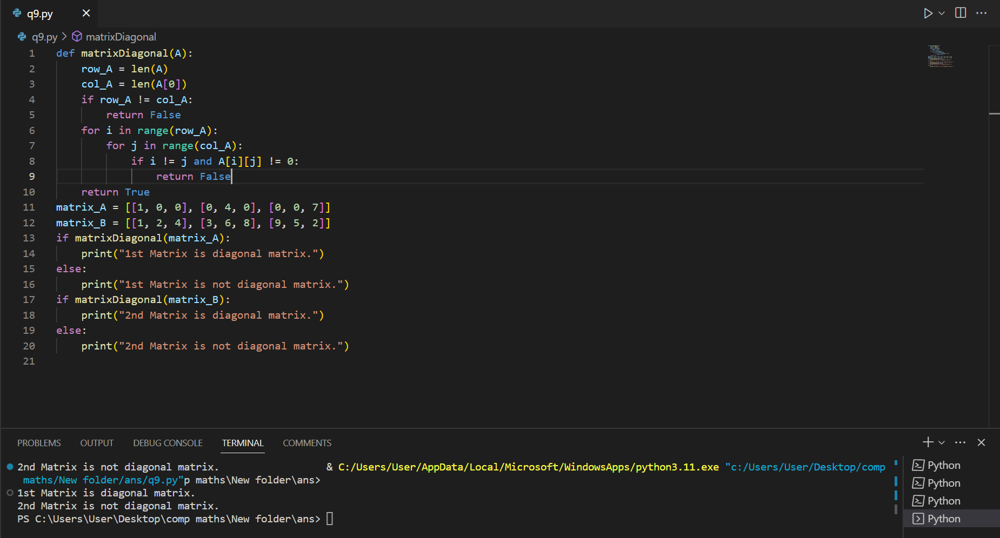 q9.py
q9.py > matrixDiagonal
1 def matrixDiagonal(A):
2     row_A = len(A)
3     col_A = len(A[0])
4     if row_A != col_A:
5         return False
6     for i in range(row_A):
7         for j in range(col_A):
8             if i != j and A[i][j] != 0:
9                 return False
10     return True
11 matrix_A = [[1, 0, 0], [0, 4, 0], [0, 0, 7]]
12 matrix_B = [[1, 2, 4], [3, 6, 8], [9, 5, 2]]
13 if matrixDiagonal(matrix_A):
14     print("1st Matrix is diagonal matrix.")
15 else:
16     print("1st Matrix is not diagonal matrix.")
17 if matrixDiagonal(matrix_B):
18     print("2nd Matrix is diagonal matrix.")
19 else:
20     print("2nd Matrix is not diagonal matrix.")
21
PROBLEMS OUTPUT DEBUG CONSOLE TERMINAL COMMENTS
2nd Matrix is not diagonal matrix. & C:/Users/User/AppData/Local/Microsoft/WindowsApps/python3.11.exe "c:/Users/User/Desktop/comp
maths/New folder/ans/q9.py"p maths\New folder\ans>
1st Matrix is diagonal matrix.
2nd Matrix is not diagonal matrix.
PS C:\Users\User\Desktop\comp maths\New folder\ans>
Python
Python
Python
Python